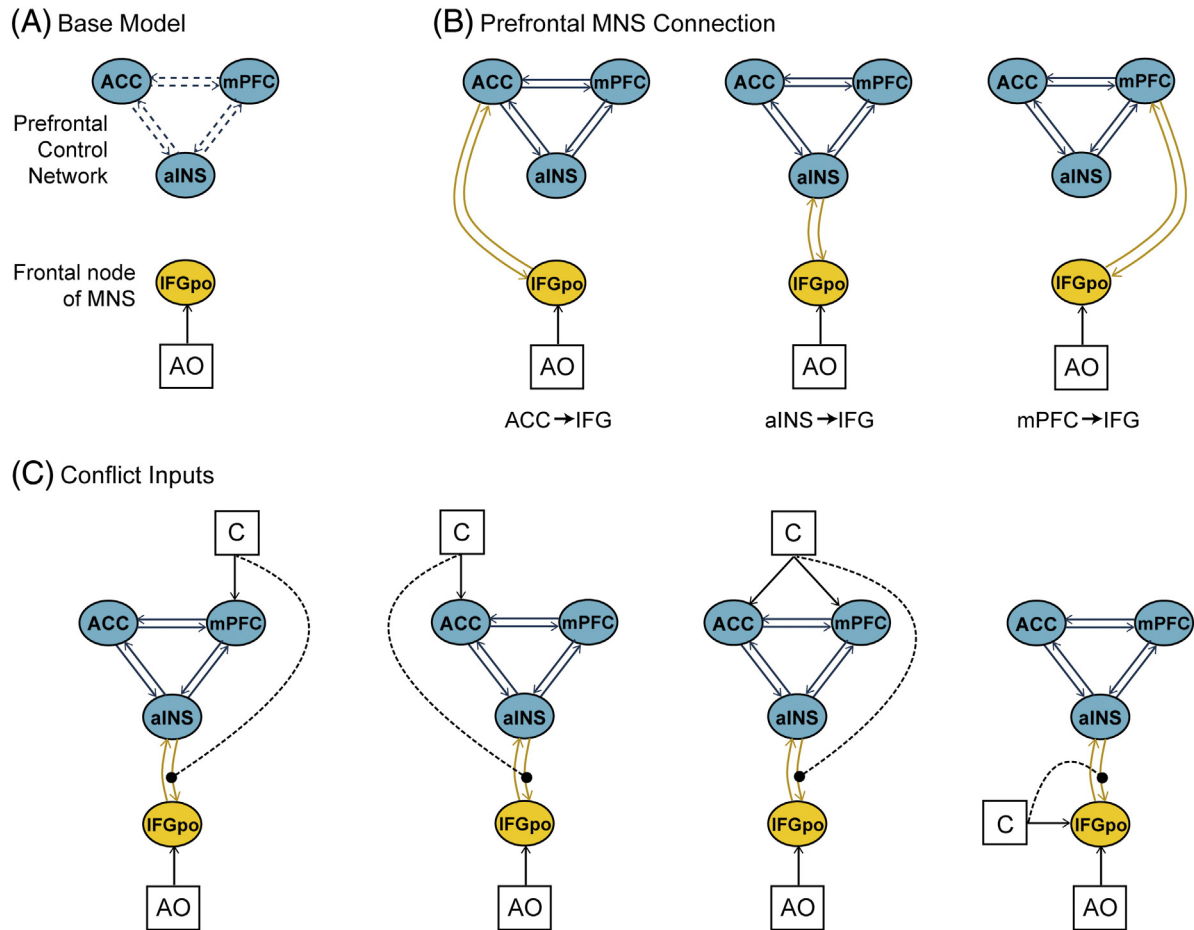 (A) Base Model
ACC
mPFC
Prefrontal
Control
Network
aINS
Frontal node
of MNS
IFGpo
AO
(B) Prefrontal MNS Connection
ACC
mPFC
aINS
IFGpo
AO
ACC→IFG
ACC
mPFC
aINS
IFGpo
AO
aINS→IFG
ACC
mPFC
aINS
IFGpo
AO
mPFC→IFG
(C) Conflict Inputs
C
ACC
mPFC
aINS
IFGpo
AO
C
ACC
mPFC
aINS
IFGpo
AO
C
ACC
mPFC
aINS
IFGpo
AO
ACC
mPFC
aINS
C
IFGpo
AO